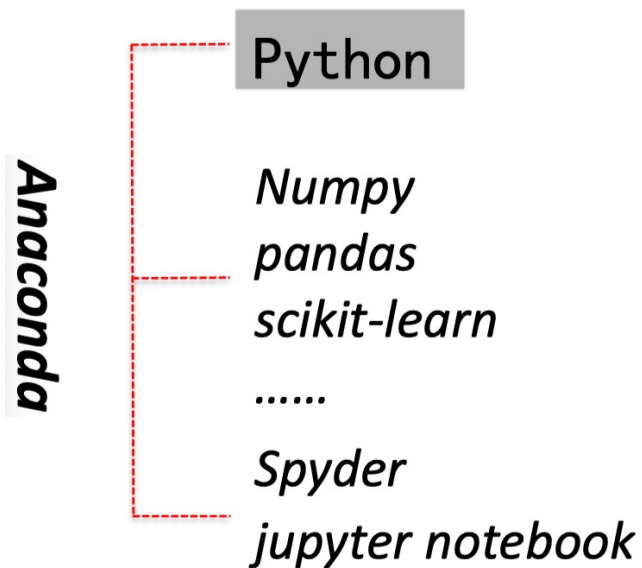 Anaconda
Python
Numpy
pandas
scikit-learn
......
Spyder
jupyter notebook